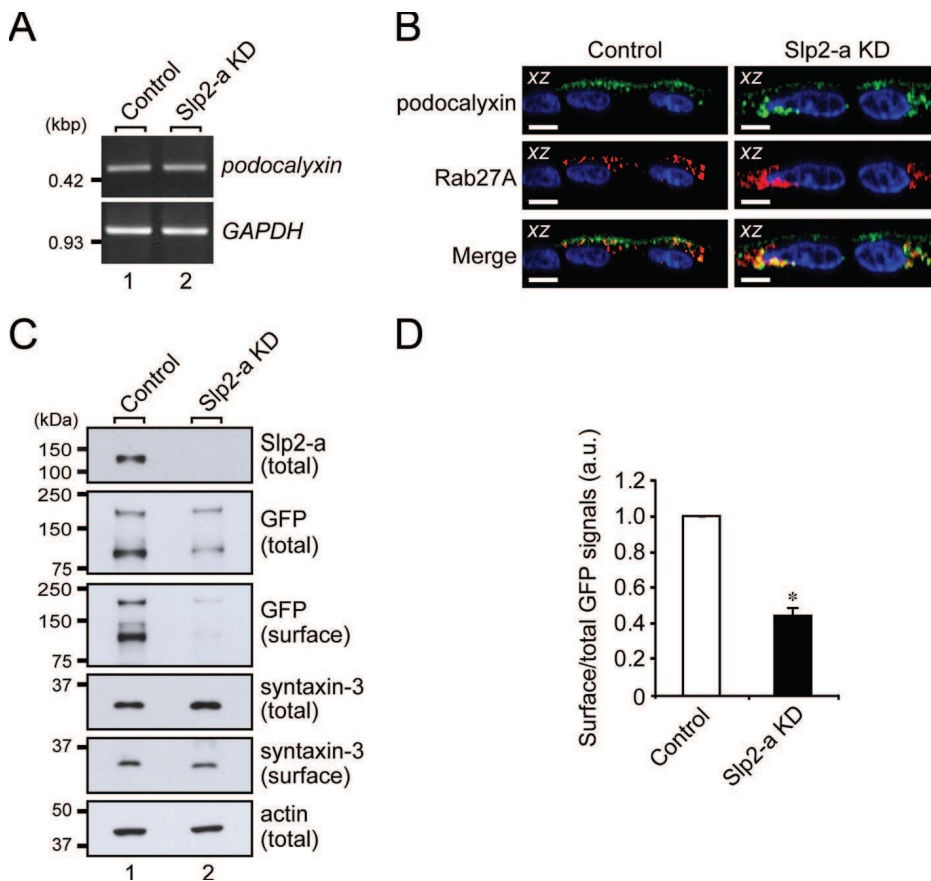 A
Control
Slp2-a KD
(kbp)
podocalyxin
0.42
GAPDH
0.93
1 2
B
Control Slp2-a KD
podocalyxin
xz xz
Rab27A
xz xz
Merge
xz xz
C
Control
Slp2-a KD
(kDa)
150
100
Slp2-a
(total)
250
150
75
GFP
(total)
250
150
75
GFP
(surface)
37
syntaxin-3
(total)
37
syntaxin-3
(surface)
50
37
actin
(total)
1 2
D
Surface/total GFP signals (a.u.)
1.2
1.0
0.8
0.6
0.4
0.2
0
*
Control
Slp2-a KD